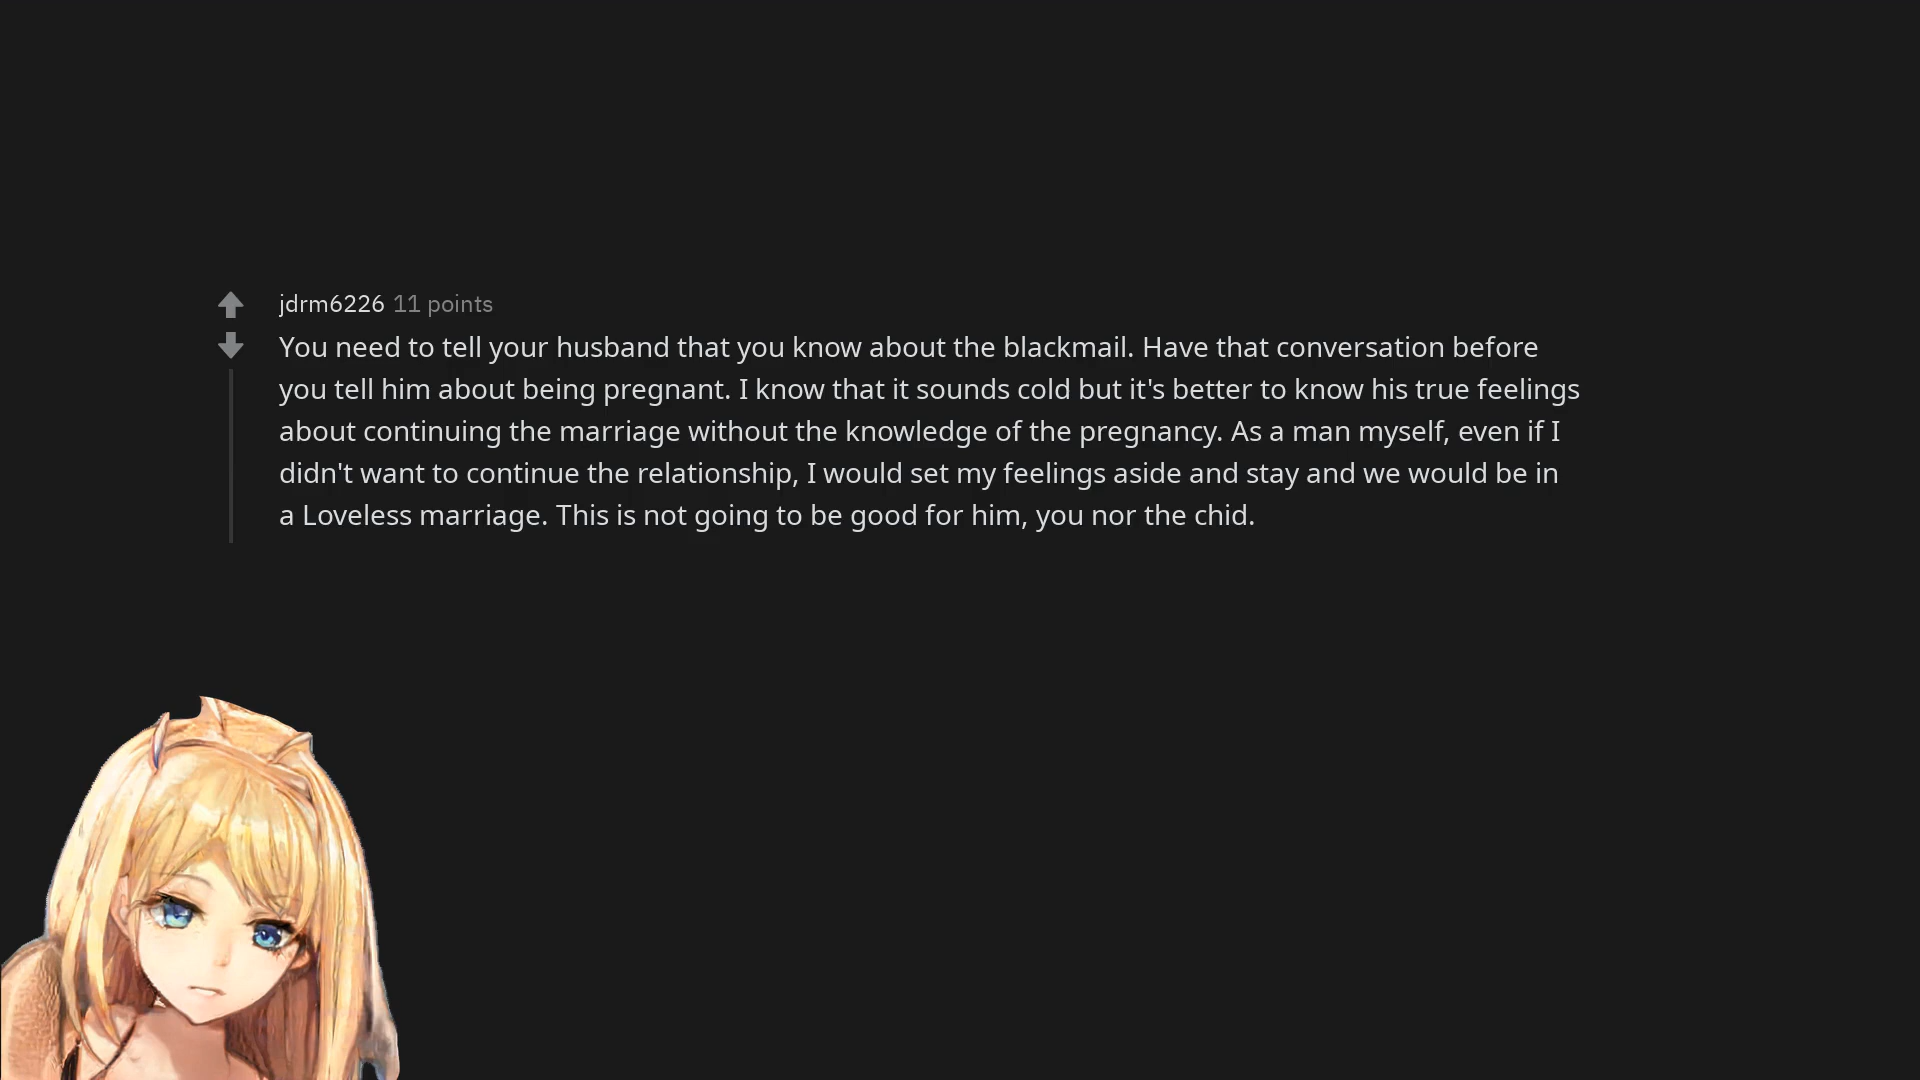 jdrm6226 11 points
You need to tell your husband that you know about the blackmail. Have that conversation before
you tell him about being pregnant. I know that it sounds cold but it's better to know his true feelings
about continuing the marriage without the knowledge of the pregnancy. As a man myself, even if I
didn't want to continue the relationship, I would set my feelings aside and stay and we would be in
a Loveless marriage. This is not going to be good for him, you nor the chid.